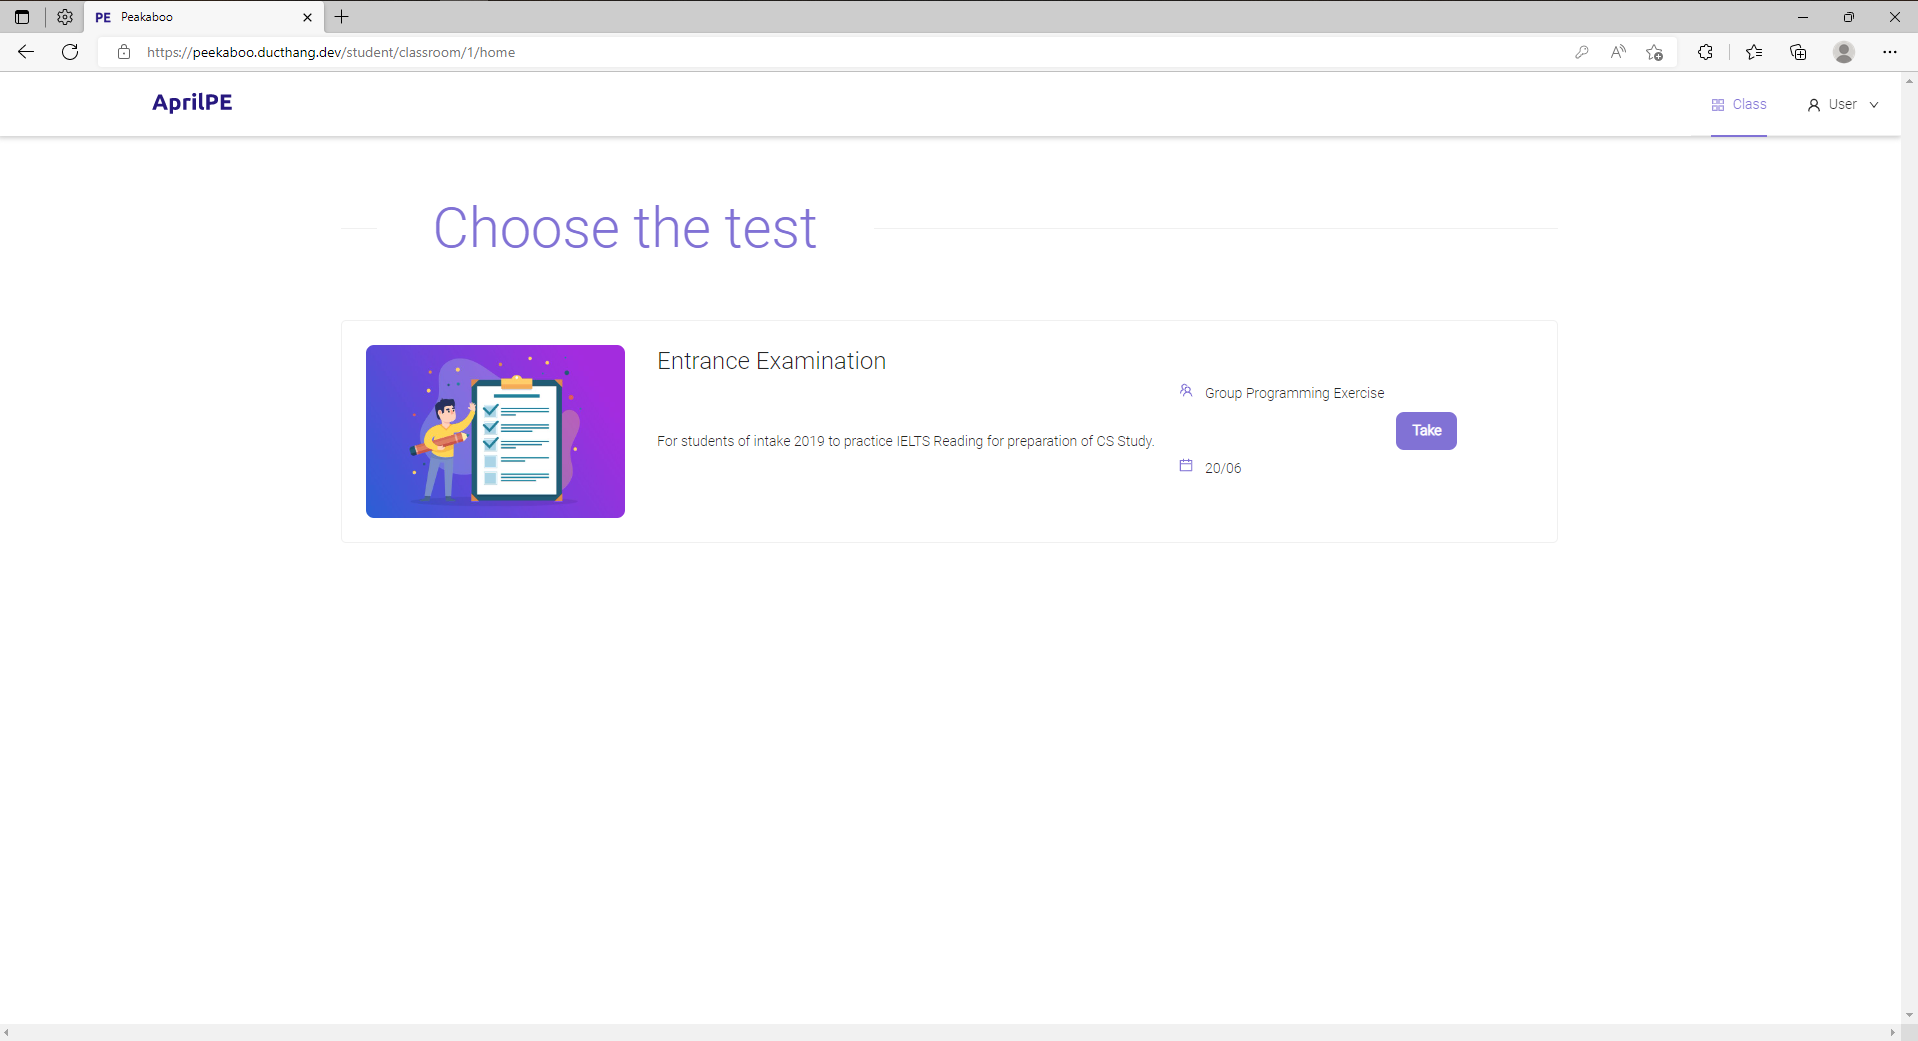 PE Peakaboo
https://peekaboo.ducthang.dev/student/classroom/1/home
AprilPE
Class
User
Choose the test
Entrance Examination
Group Programming Exercise
Take
For students of intake 2019 to practice IELTS Reading for preparation of CS Study.
20/06